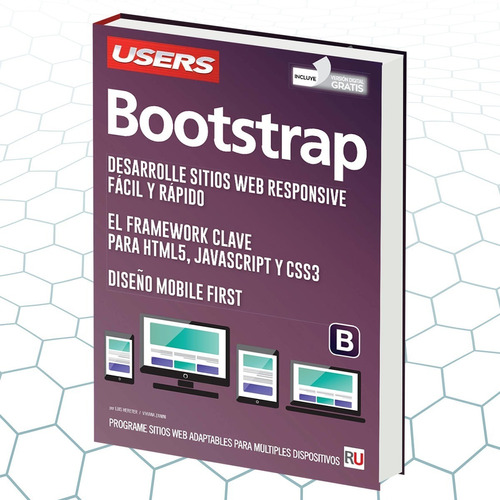 USERS
INCLUYE
VERSIÓN DIGITAL
GRATIS
Bootstrap
DESARROLLE SITIOS WEB RESPONSIVE
FÁCIL Y RÁPIDO
EL FRAMEWORK CLAVE
PARA HTML5, JAVASCRIPT Y CSS3
DISEÑO MOBILE FIRST
B
PROGRAME SITIOS WEB ADAPTABLES PARA MÚLTIPLES DISPOSITIVOS
RU